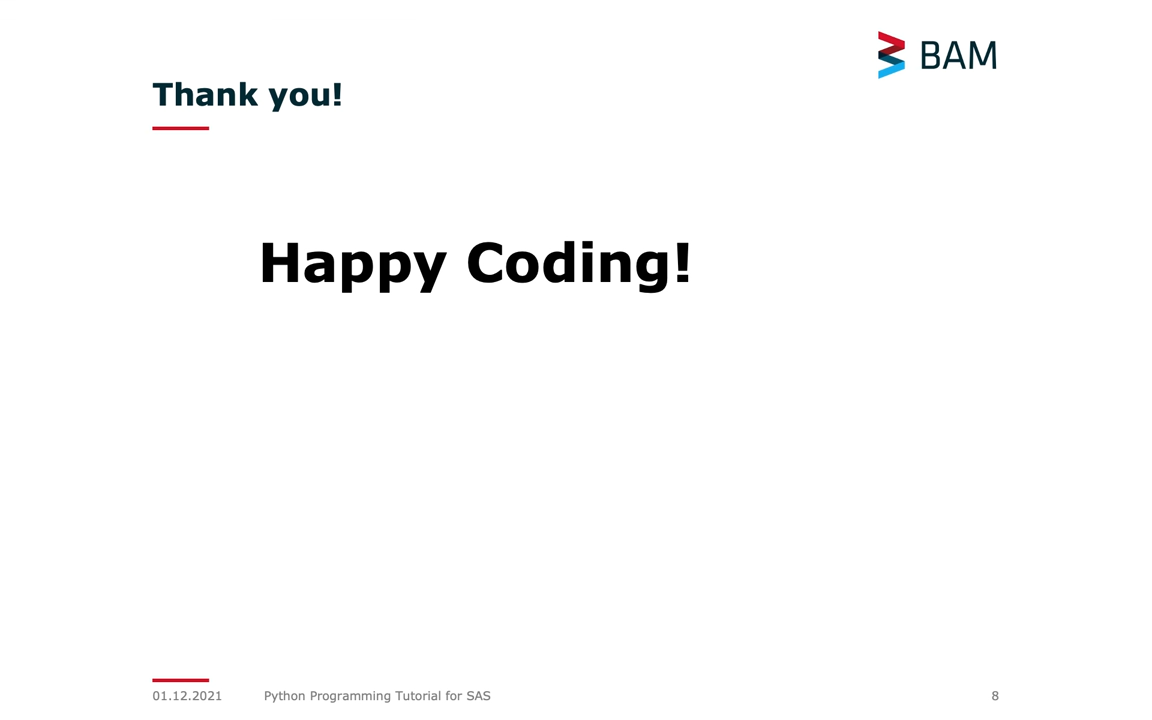 BAM
Thank you!
Happy Coding!
01.12.2021 Python Programming Tutorial for SAS 8